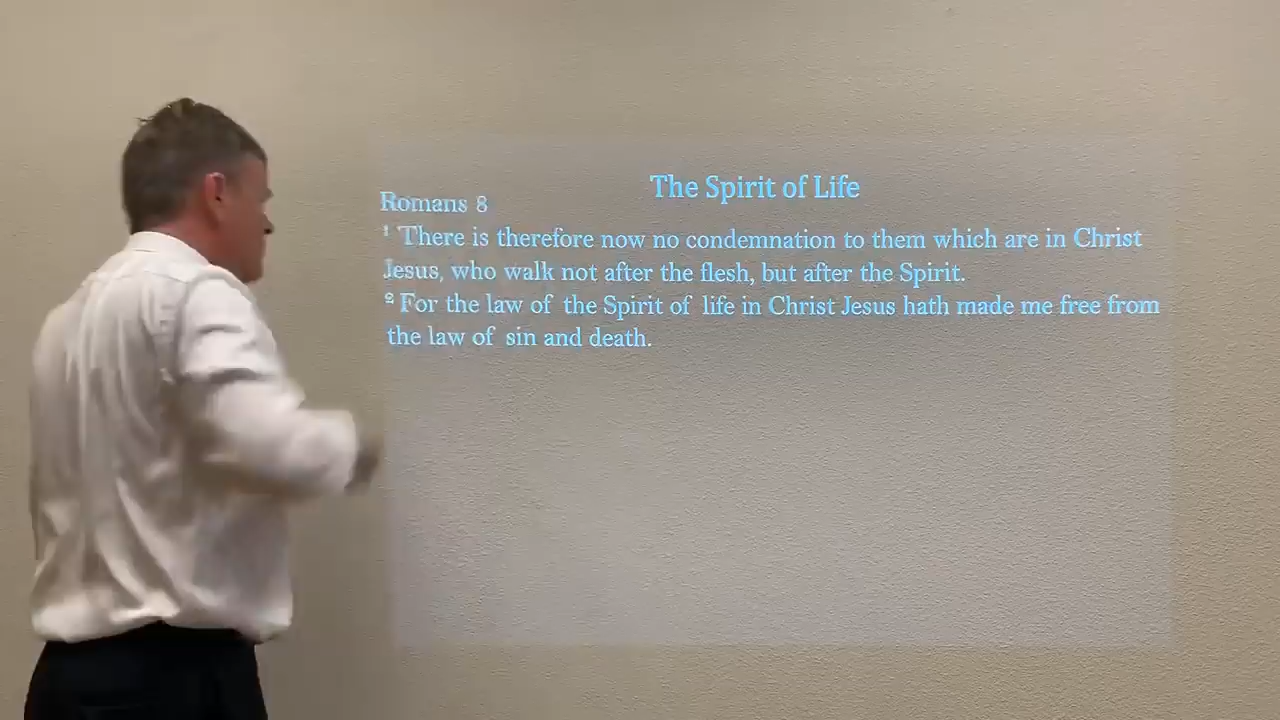 The Spirit of Life
Romans 8
1 There is therefore now no condemnation to them which are in Christ
Jesus, who walk not after the flesh, but after the Spirit.
2 For the law of the Spirit of life in Christ Jesus hath made me free from
the law of sin and death.